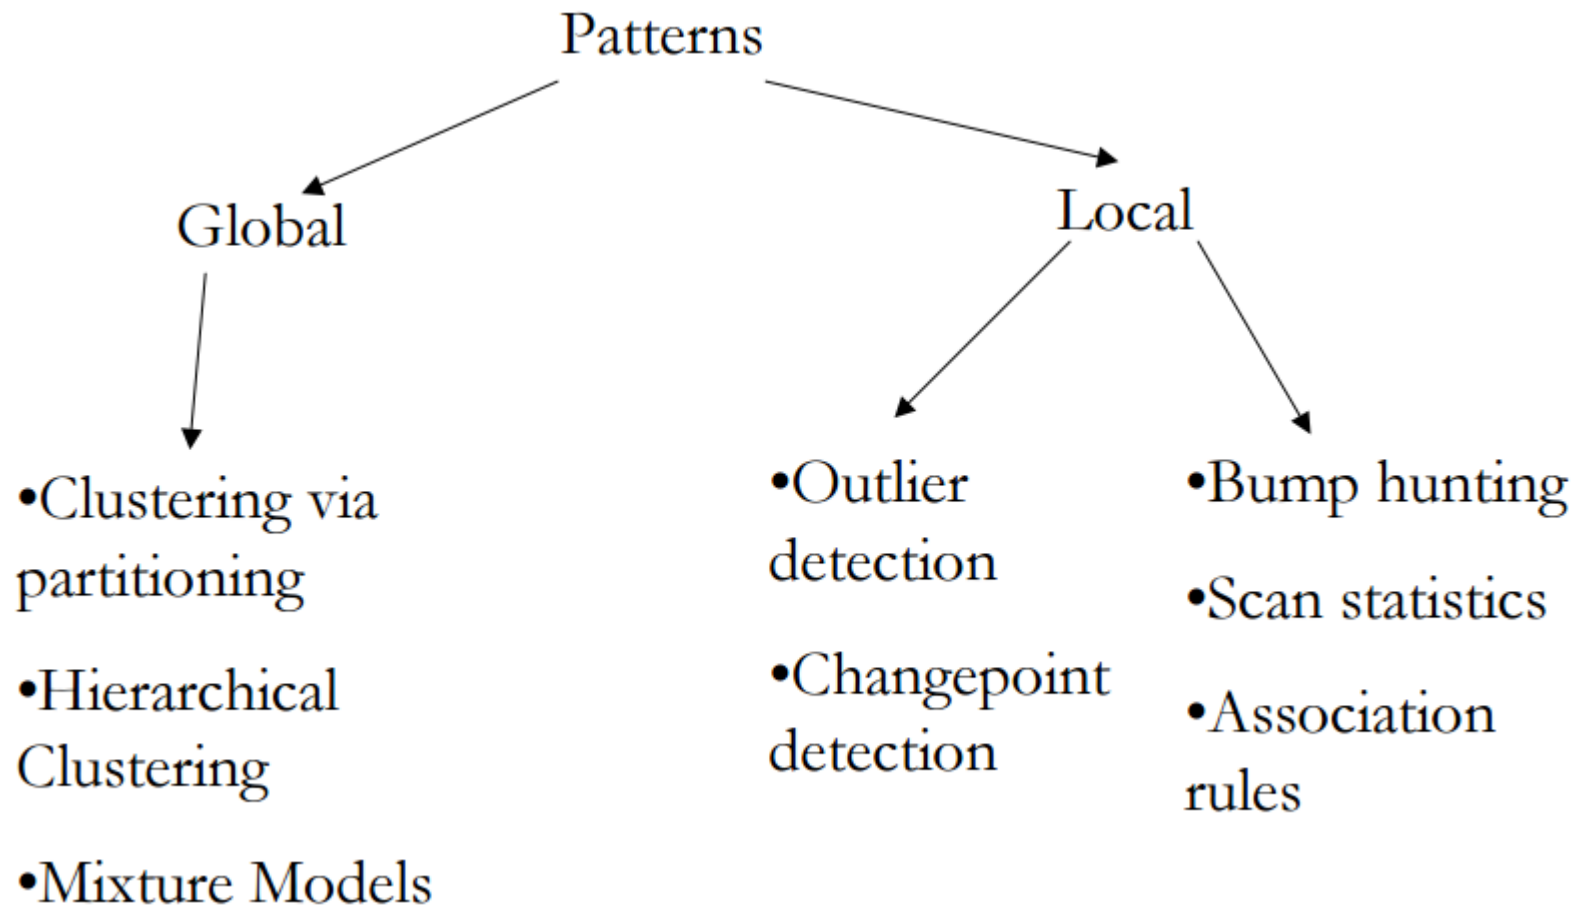 Patterns
Global
Local
•Clustering via
partitioning
•Hierarchical
Clustering
•Mixture Models
•Outlier
detection
•Changepoint
detection
•Bump hunting
•Scan statistics
•Association
rules